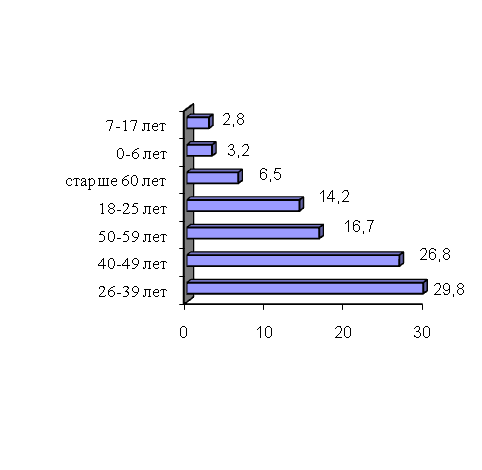 7-17 лет 2,8
0-6 лет 3,2
старше 60 лет 6,5
18-25 лет 14,2
50-59 лет 16,7
40-49 лет 26,8
26-39 лет 29,8
0 10 20 30